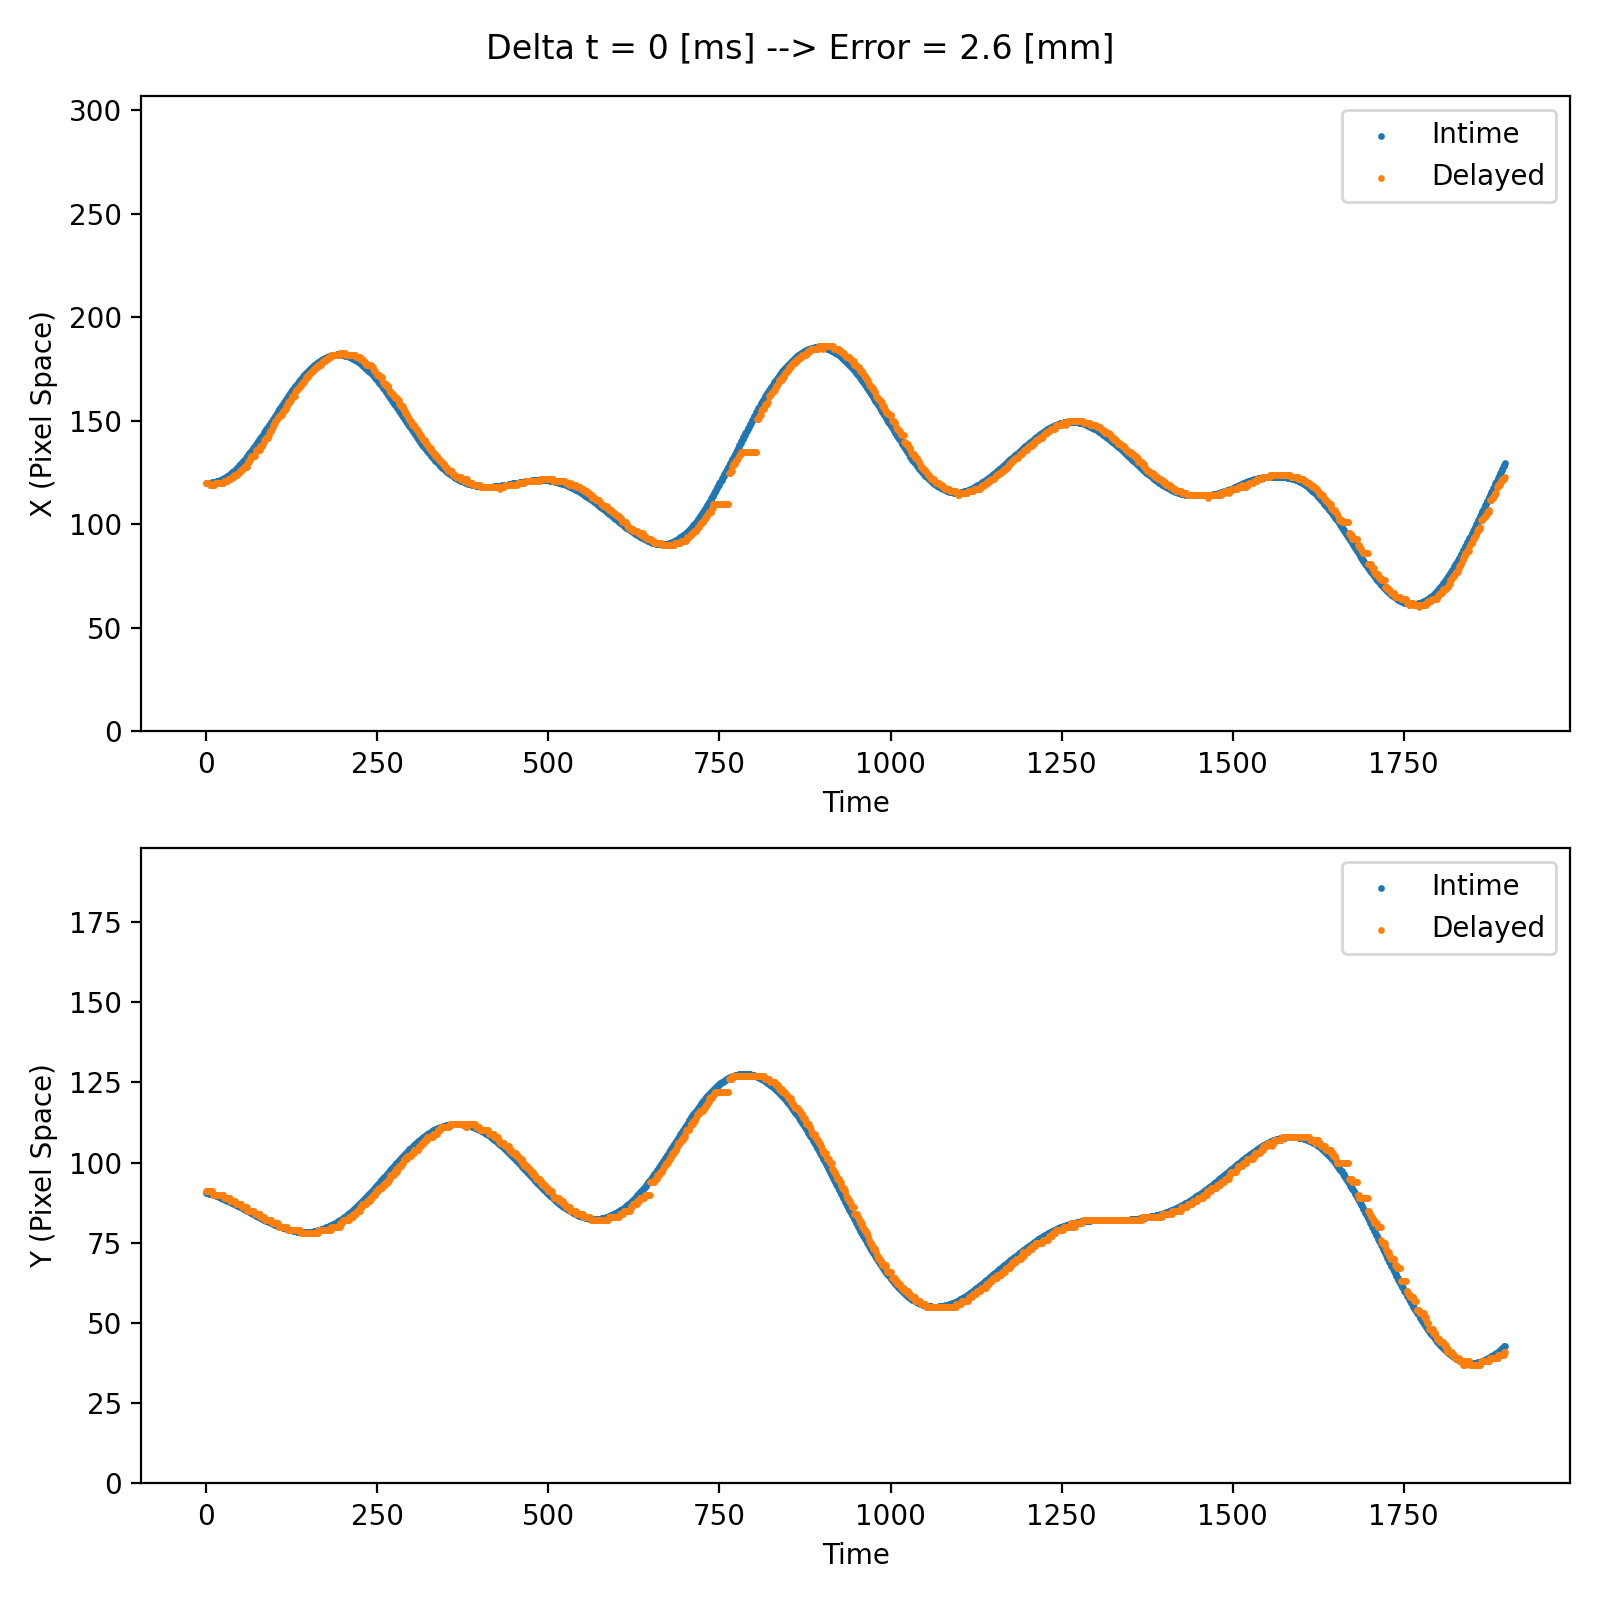 Delta t = 0 [ms] --> Error = 2.6 [mm]
300
250
200
150
100
50
0
X (Pixel Space)
Intime
Delayed
0 250 500 750 1000 1250 1500 1750
Time
175
150
125
100
75
50
25
0
Y (Pixel Space)
Intime
Delayed
0 250 500 750 1000 1250 1500 1750
Time